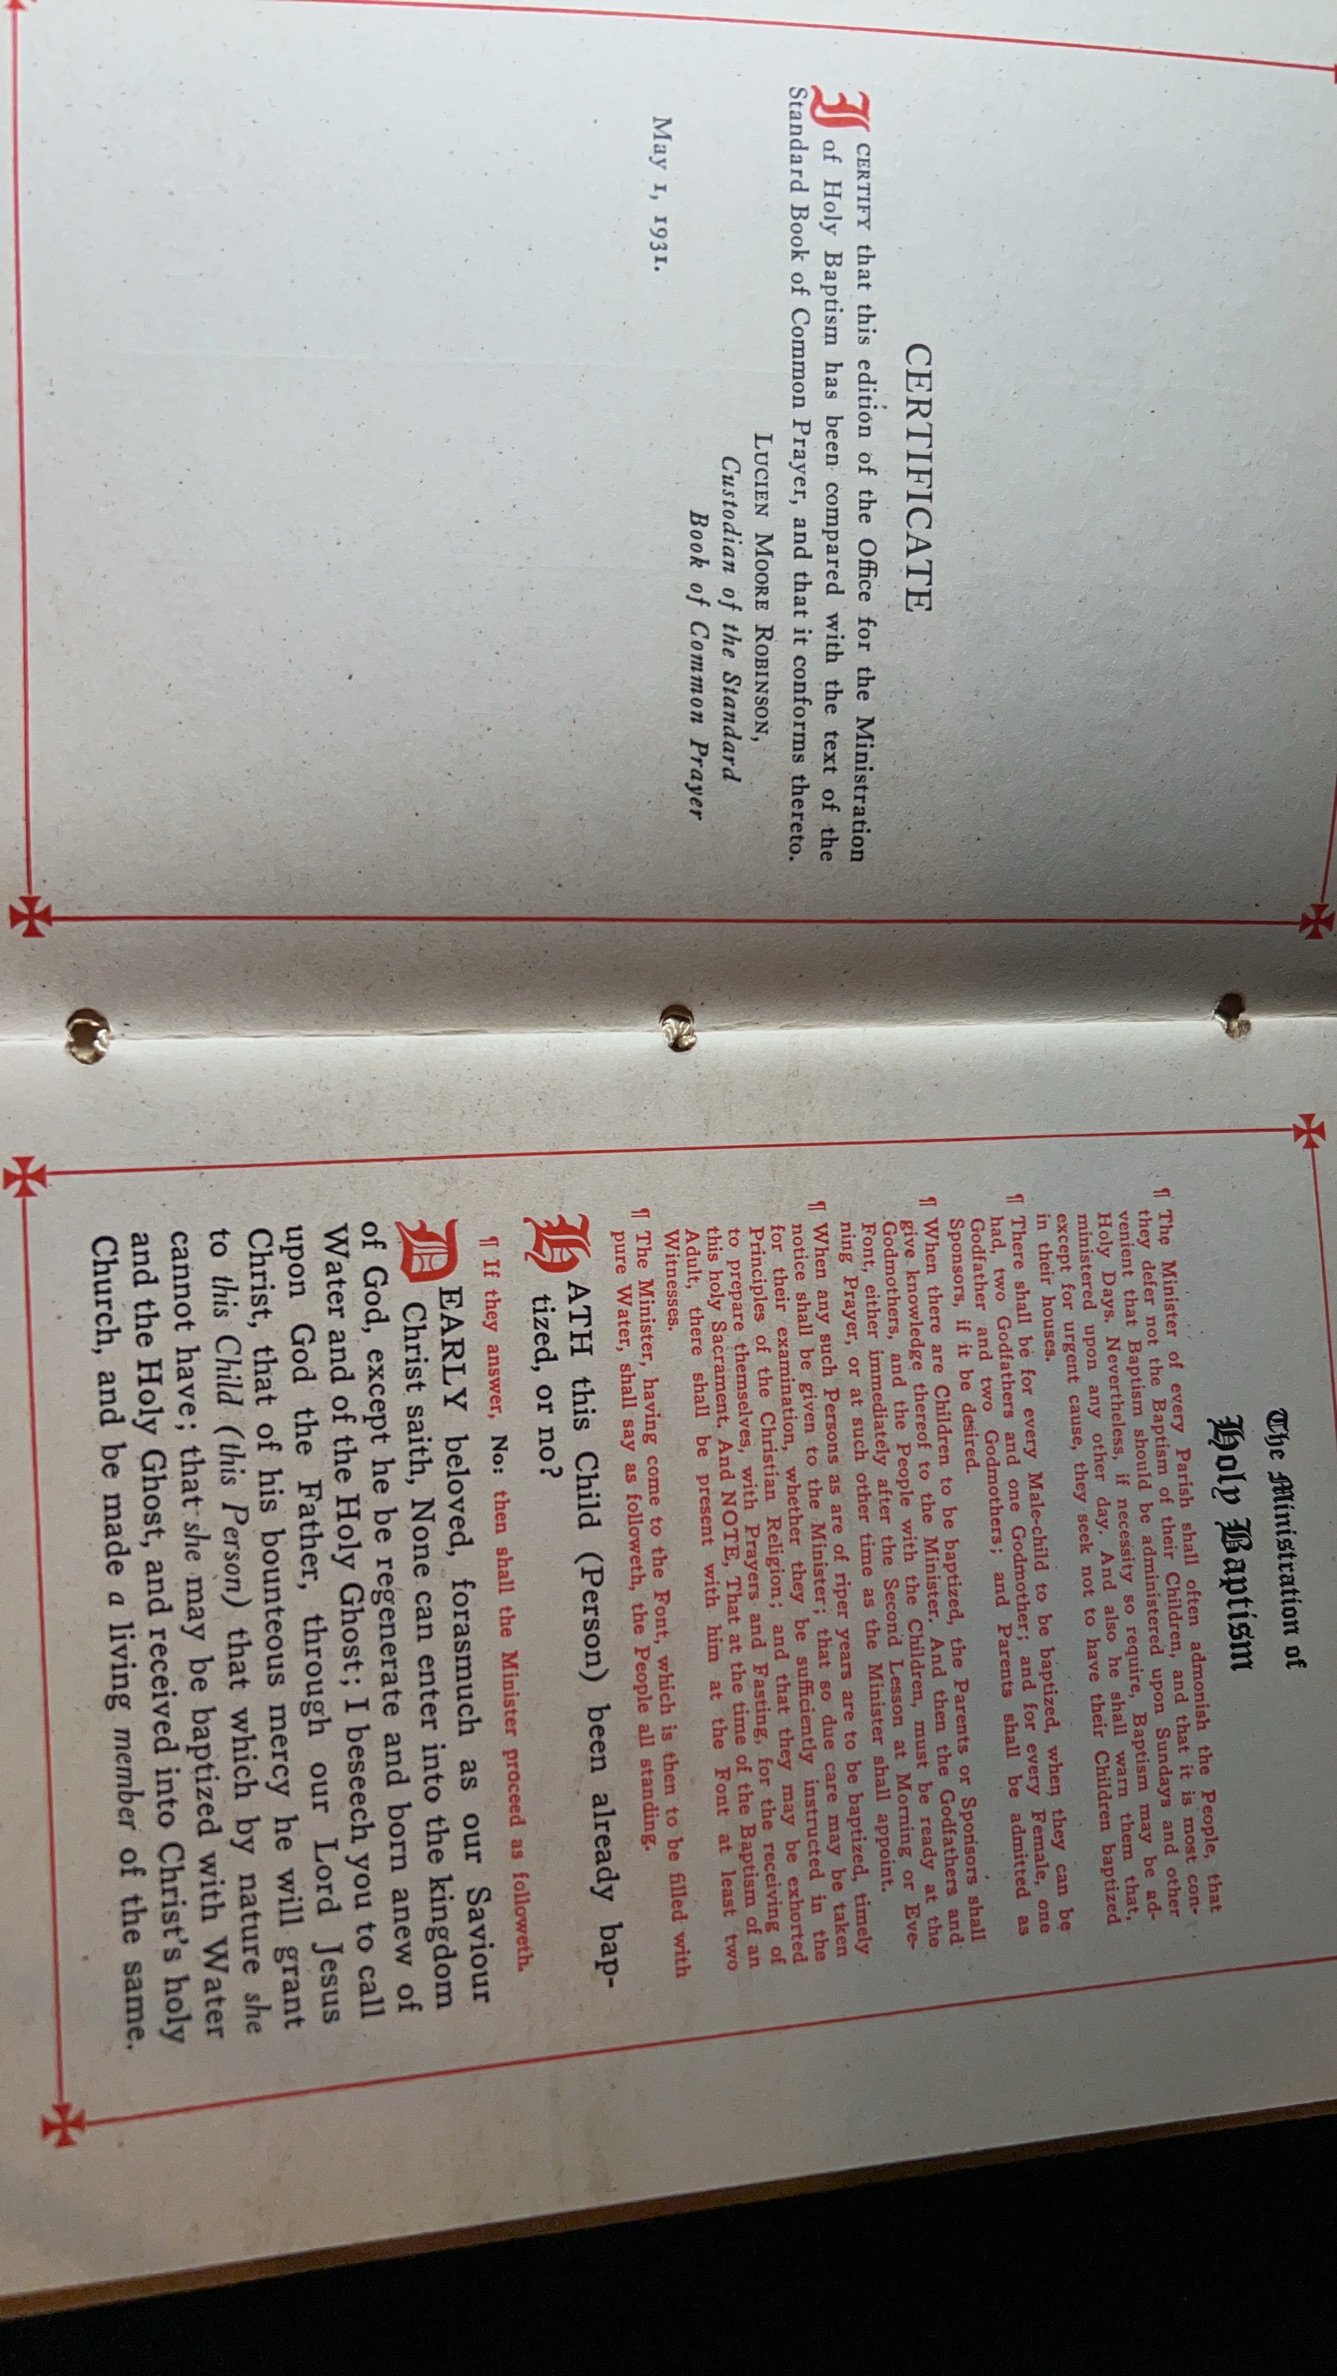 CERTIFICATE
I CERTIFY that this edition of the Office for the Ministration
of Holy Baptism has been compared with the text of the
Standard Book of Common Prayer, and that it conforms thereto.
LUCIEN MOORE ROBINSON,
Custodian of the Standard
Book of Common Prayer
May 1, 1931.
The Ministration of
Holy Baptism
¶ The Minister of every Parish shall often admonish the People, that
they defer not the Baptism of their Children, and that it is most con-
venient that Baptism should be administered upon Sundays and other
Holy Days. Nevertheless, if necessity so require, Baptism may be ad-
ministered upon any other day. And also he shall warn them that,
except for urgent cause, they seek not to have their Children baptized
in their houses.
¶ There shall be for every Male-child to be baptized, when they can be
had, two Godfathers and one Godmother; and for every Female, one
Godfather and two Godmothers; and Parents shall be admitted as
Sponsors, if it be desired.
¶ When there are Children to be baptized, the Parents or Sponsors shall
give knowledge thereof to the Minister. And then the Godfathers and
Godmothers, and the People with the Children, must be ready at the
Font, either immediately after the Second Lesson at Morning or Eve-
ning Prayer, or at such other time as the Minister shall appoint.
¶ When any such Persons as are of riper years are to be baptized, timely
notice shall be given to the Minister; that so due care may be taken
for their examination, whether they be sufficiently instructed in the
Principles of the Christian Religion; and that they may be exhorted
to prepare themselves, with Prayers and Fasting, for the receiving of
this holy Sacrament. And NOTE, That at the time of the Baptism of an
Adult, there shall be present with him at the Font at least two
Witnesses.
¶ The Minister, having come to the Font, which is then to be filled with
pure Water, shall say as followeth, the People all standing.
HATH this Child (Person) been already bap-
tized, or no?
¶ If they answer, No: then shall the Minister proceed as followeth.
DEARLY beloved, forasmuch as our Saviour
Christ saith, None can enter into the kingdom
of God, except he be regenerate and born anew of
Water and of the Holy Ghost; I beseech you to call
upon God the Father, through our Lord Jesus
Christ, that of his bounteous mercy he will grant
to this Child (this Person) that which by nature she
cannot have; that she may be baptized with Water
and the Holy Ghost, and received into Christ's holy
Church, and be made a living member of the same.